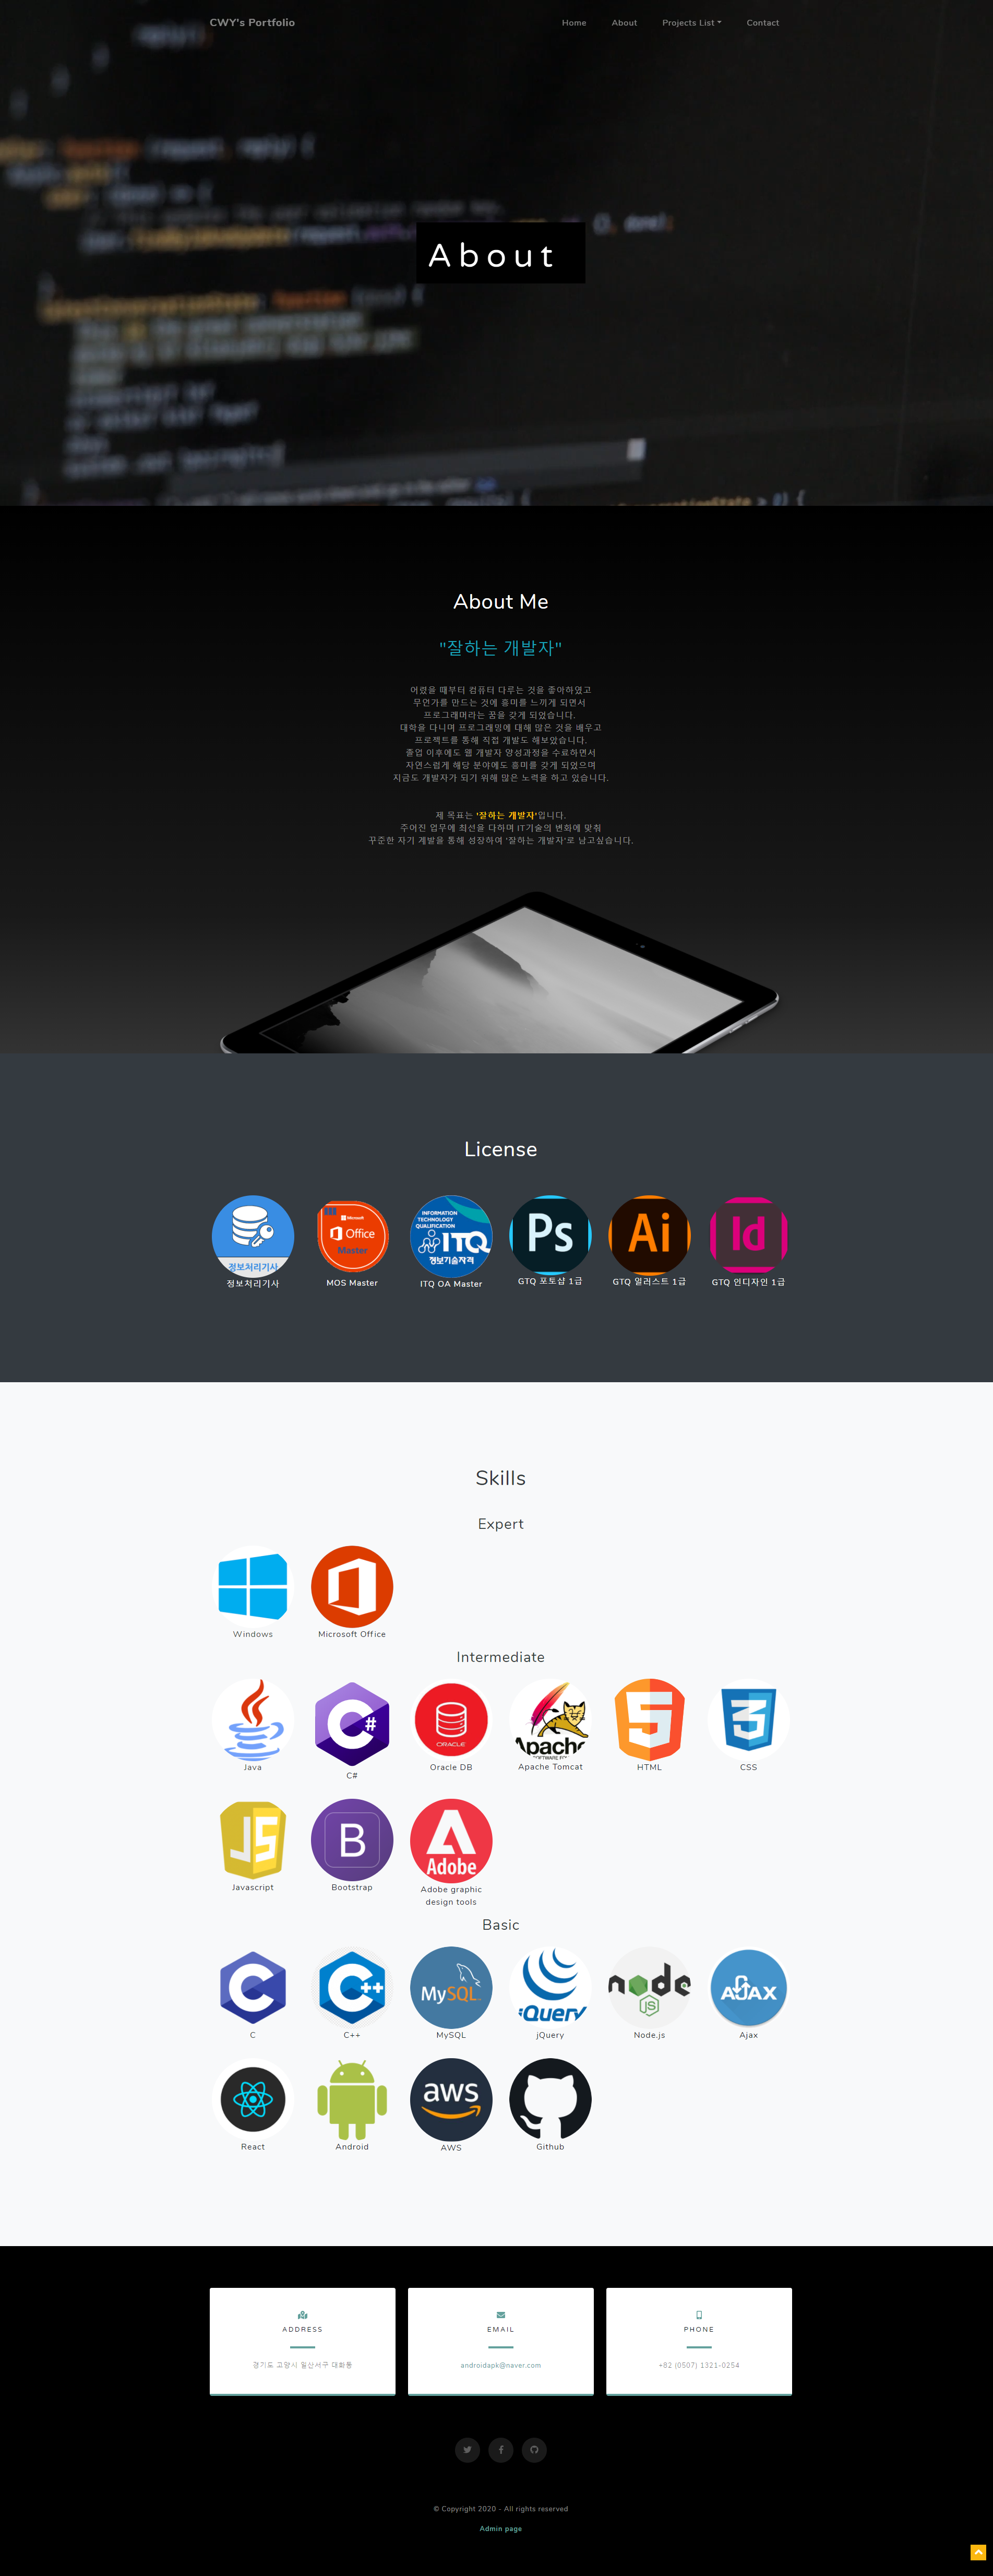 CWY's Portfolio
Home
About
Projects List
Contact
About
About Me
"잘하는 개발자"
어렸을 때부터 컴퓨터 다루는 것을 좋아하였고
무언가를 만드는 것에 흥미를 느끼게 되면서
프로그래머라는 꿈을 갖게 되었습니다.
대학을 다니며 프로그래밍에 대해 많은 것을 배우고
프로젝트를 통해 직접 개발도 해보았습니다.
졸업 이후에도 웹 개발자 양성과정을 수료하면서
자연스럽게 해당 분야에도 흥미를 갖게 되었으며
지금도 개발자가 되기 위해 많은 노력을 하고 있습니다.
제 목표는 '잘하는 개발자'입니다.
주어진 업무에 최선을 다하며 IT기술의 변화에 맞춰
꾸준한 자기 계발을 통해 성장하여 '잘하는 개발자'로 남고싶습니다.
License
정보처리기사
Microsoft
Office
Master
INFORMATION
TECHNOLOGY
QUALIFICATION
ITQ
정보기술자격
Ps
Ai
Id
정보처리기사
MOS Master
ITQ OA Master
GTQ 포토샵 1급
GTQ 일러스트 1급
GTQ 인디자인 1급
Skills
Expert
Windows
Microsoft Office
Intermediate
C#
ORACLE
Apache
5
3
Java
C#
Oracle DB
Apache Tomcat
HTML
CSS
JS
B
Adobe
Javascript
Bootstrap
Adobe graphic
design tools
Basic
C
C++
MySQL
jQuery
node
JS
AJAX
C
C++
MySQL
jQuery
Node.js
Ajax
aws
React
Android
AWS
Github
ADDRESS
경기도 고양시 일산서구 대화동
EMAIL
androidapk@naver.com
PHONE
+82 (0507) 1321-0254
© Copyright 2020 - All rights reserved
Admin page